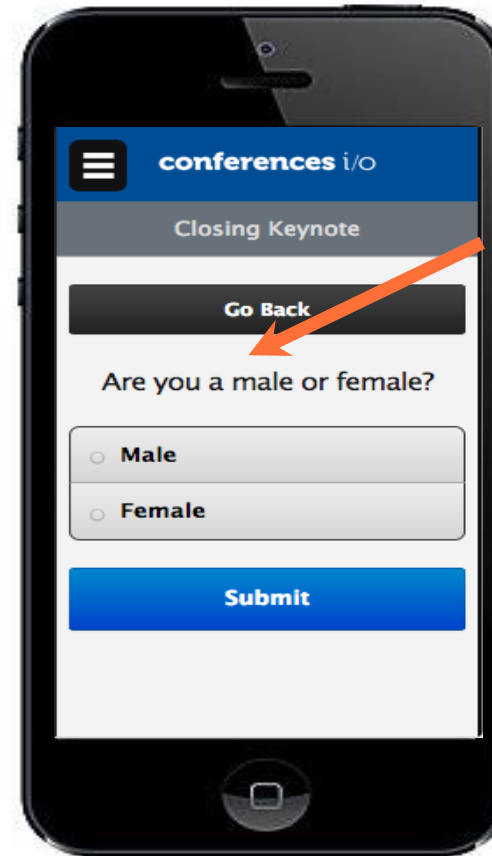 conferences i/o
Closing Keynote
Go Back
Are you a male or female?
Male
Female
Submit